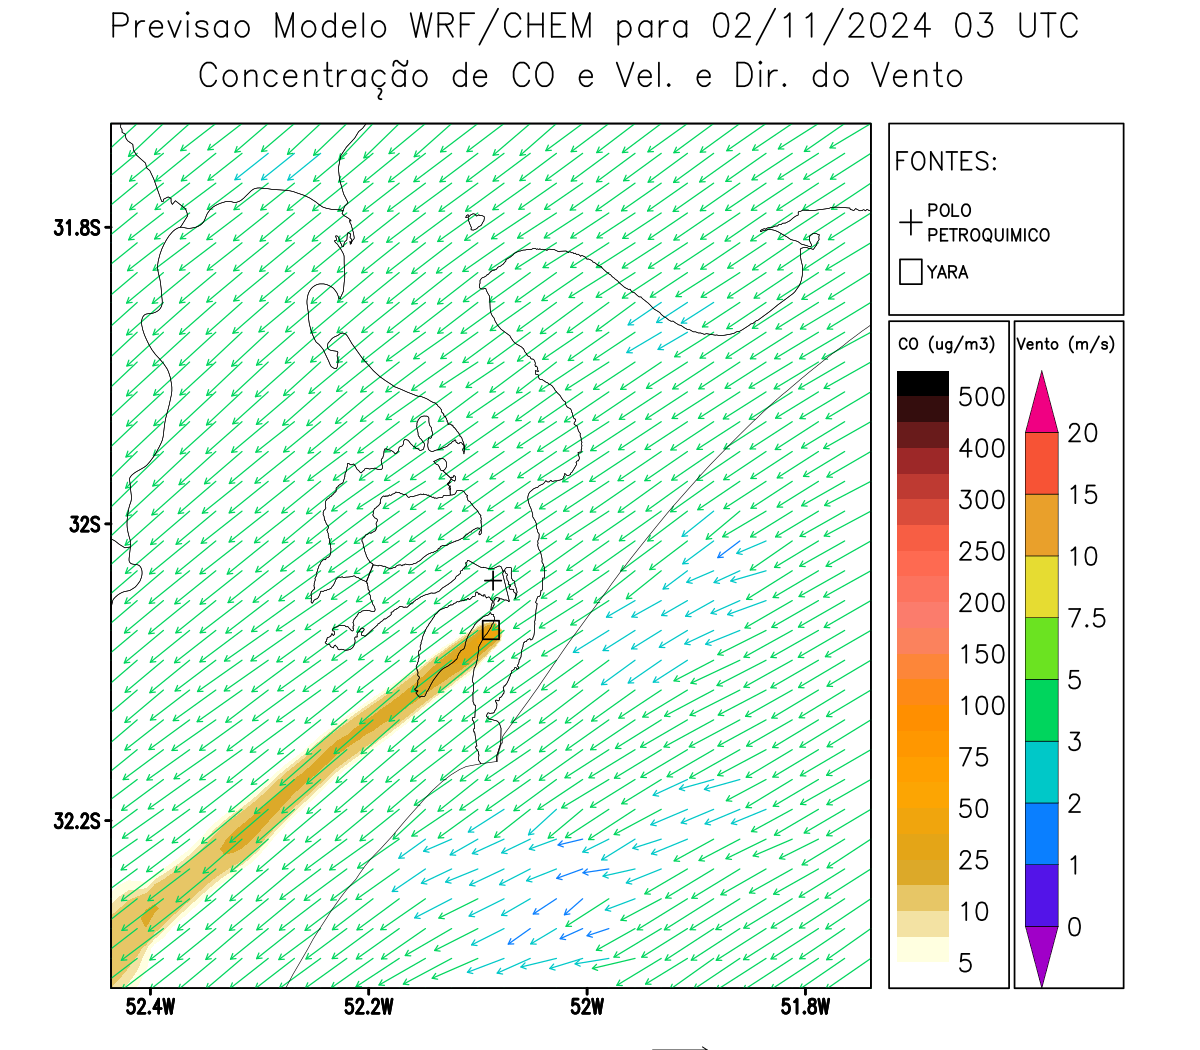 Previsao Modelo WRF/CHEM para 02/11/2024 03 UTC
Concentração de CO e Vel. e Dir. do Vento
FONTES:
POLO
PETROQUIMICO
YARA
CO (ug/m3)
500
400
300
250
200
150
100
75
50
25
10
5
Vento (m/s)
20
15
10
7.5
5
3
2
1
0
31.8S
32S
32.2S
52.4W
52.2W
52W
51.8W